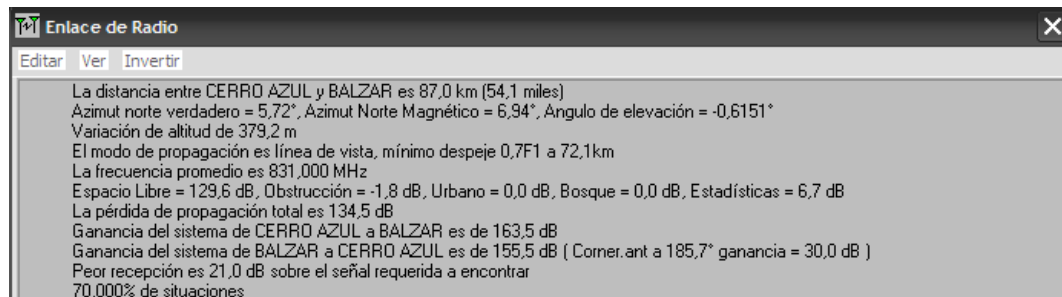 Enlace de Radio
Editar Ver Invertir
La distancia entre CERRO AZUL y BALZAR es 87,0 km (54,1 miles)
Azimut norte verdadero = 5,72°, Azimut Norte Magnético = 6,94°, Angulo de elevación = -0,6151°
Variación de altitud de 379,2 m
El modo de propagación es línea de vista, mínimo despeje 0,7F1 a 72,1km
La frecuencia promedio es 831,000 MHz
Espacio Libre = 129,6 dB, Obstrucción = -1,8 dB, Urbano = 0,0 dB, Bosque = 0,0 dB, Estadísticas = 6,7 dB
La pérdida de propagación total es 134,5 dB
Ganancia del sistema de CERRO AZUL a BALZAR es de 163,5 dB
Ganancia del sistema de BALZAR a CERRO AZUL es de 155,5 dB ( Corner.ant a 185,7° ganancia = 30,0 dB )
Peor recepción es 21,0 dB sobre el señal requerida a encontrar
70,000% de situaciones